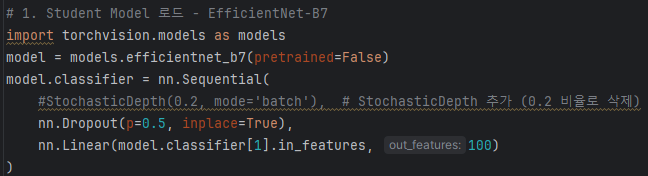 # 1. Student Model 로드 - EfficientNet-B7
import torchvision.models as models
model = models.efficientnet_b7(pretrained=False)
model.classifier = nn.Sequential(
    #StochasticDepth(0.2, mode='batch'),  # StochasticDepth 추가 (0.2 비율로 삭제)
    nn.Dropout(p=0.5, inplace=True),
    nn.Linear(model.classifier[1].in_features, out_features: 100)
)